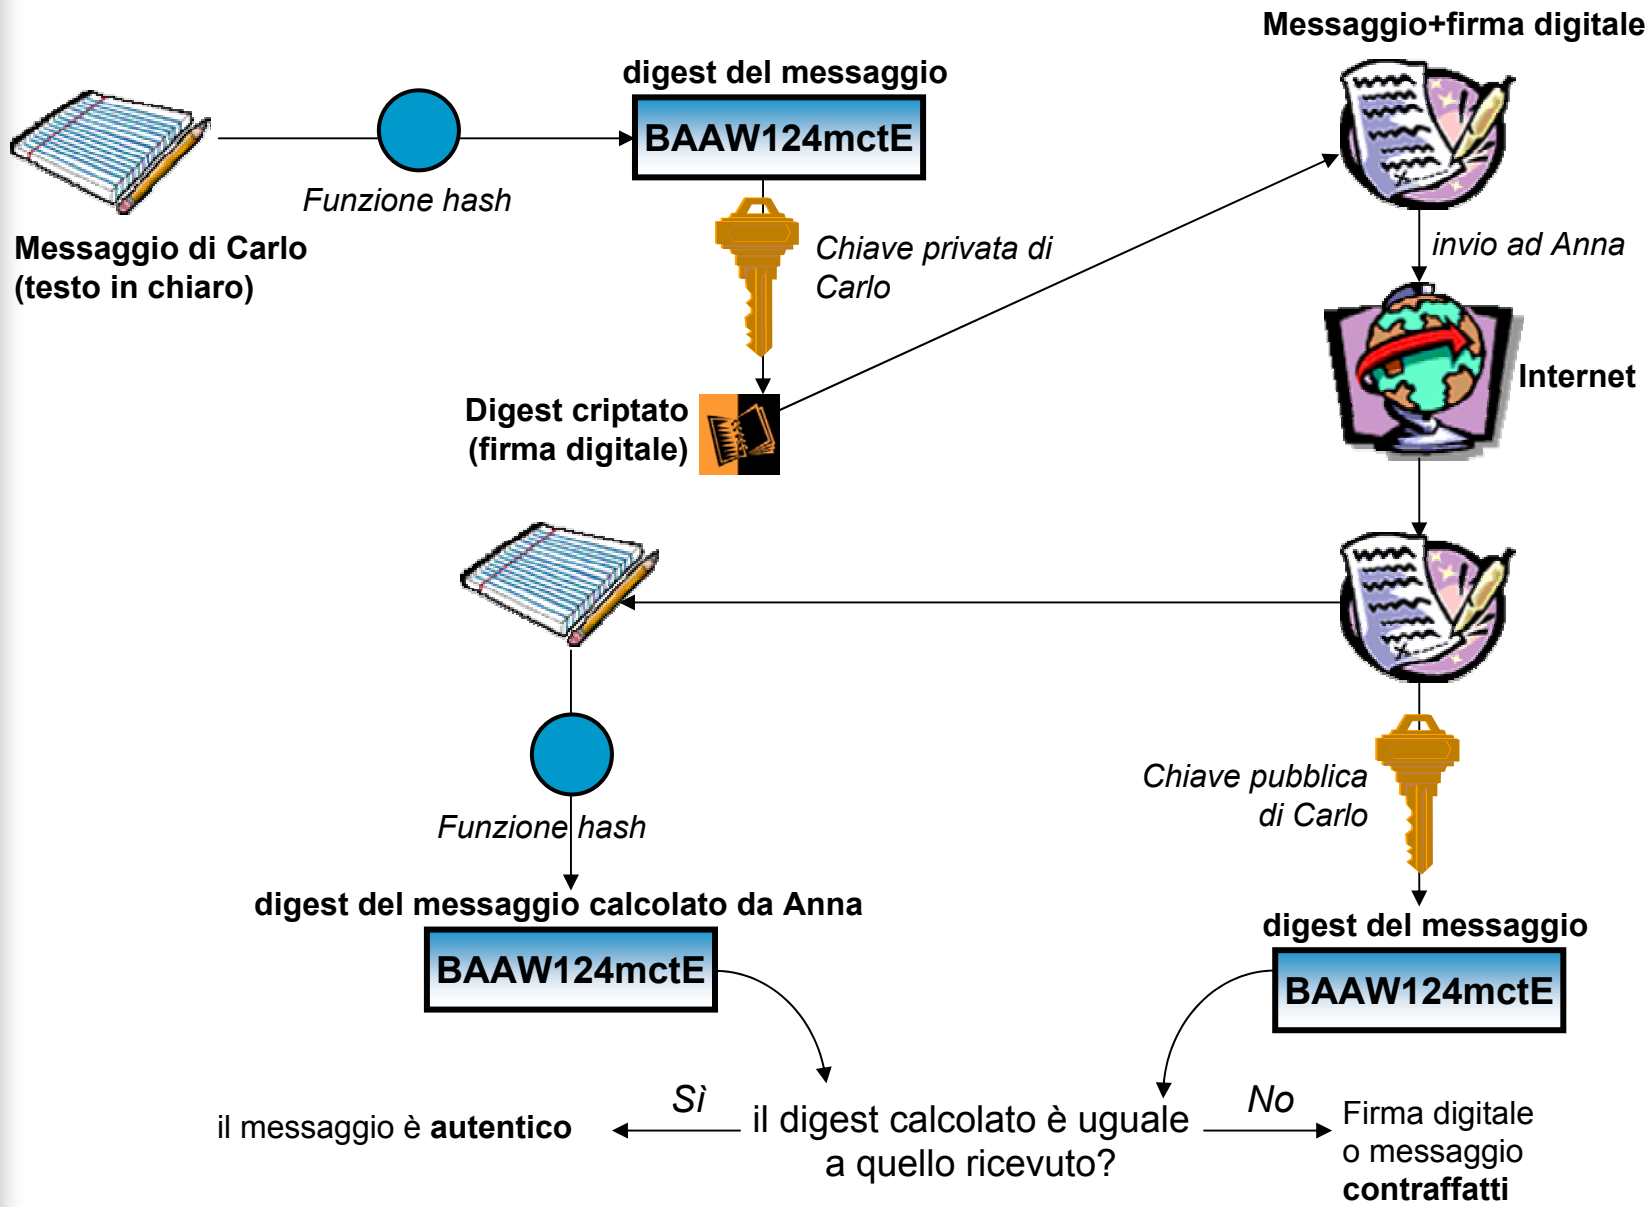 Messaggio+firma digitale
digest del messaggio
BAAW124mctE
Funzione hash
Messaggio di Carlo
(testo in chiaro)
Chiave privata di
Carlo
invio ad Anna
Internet
Digest criptato
(firma digitale)
Chiave pubblica
di Carlo
Funzione hash
digest del messaggio calcolato da Anna
BAAW124mctE
digest del messaggio
BAAW124mctE
Sì
il digest calcolato è uguale
a quello ricevuto?
No
il messaggio è autentico
Firma digitale
o messaggio
contraffatti